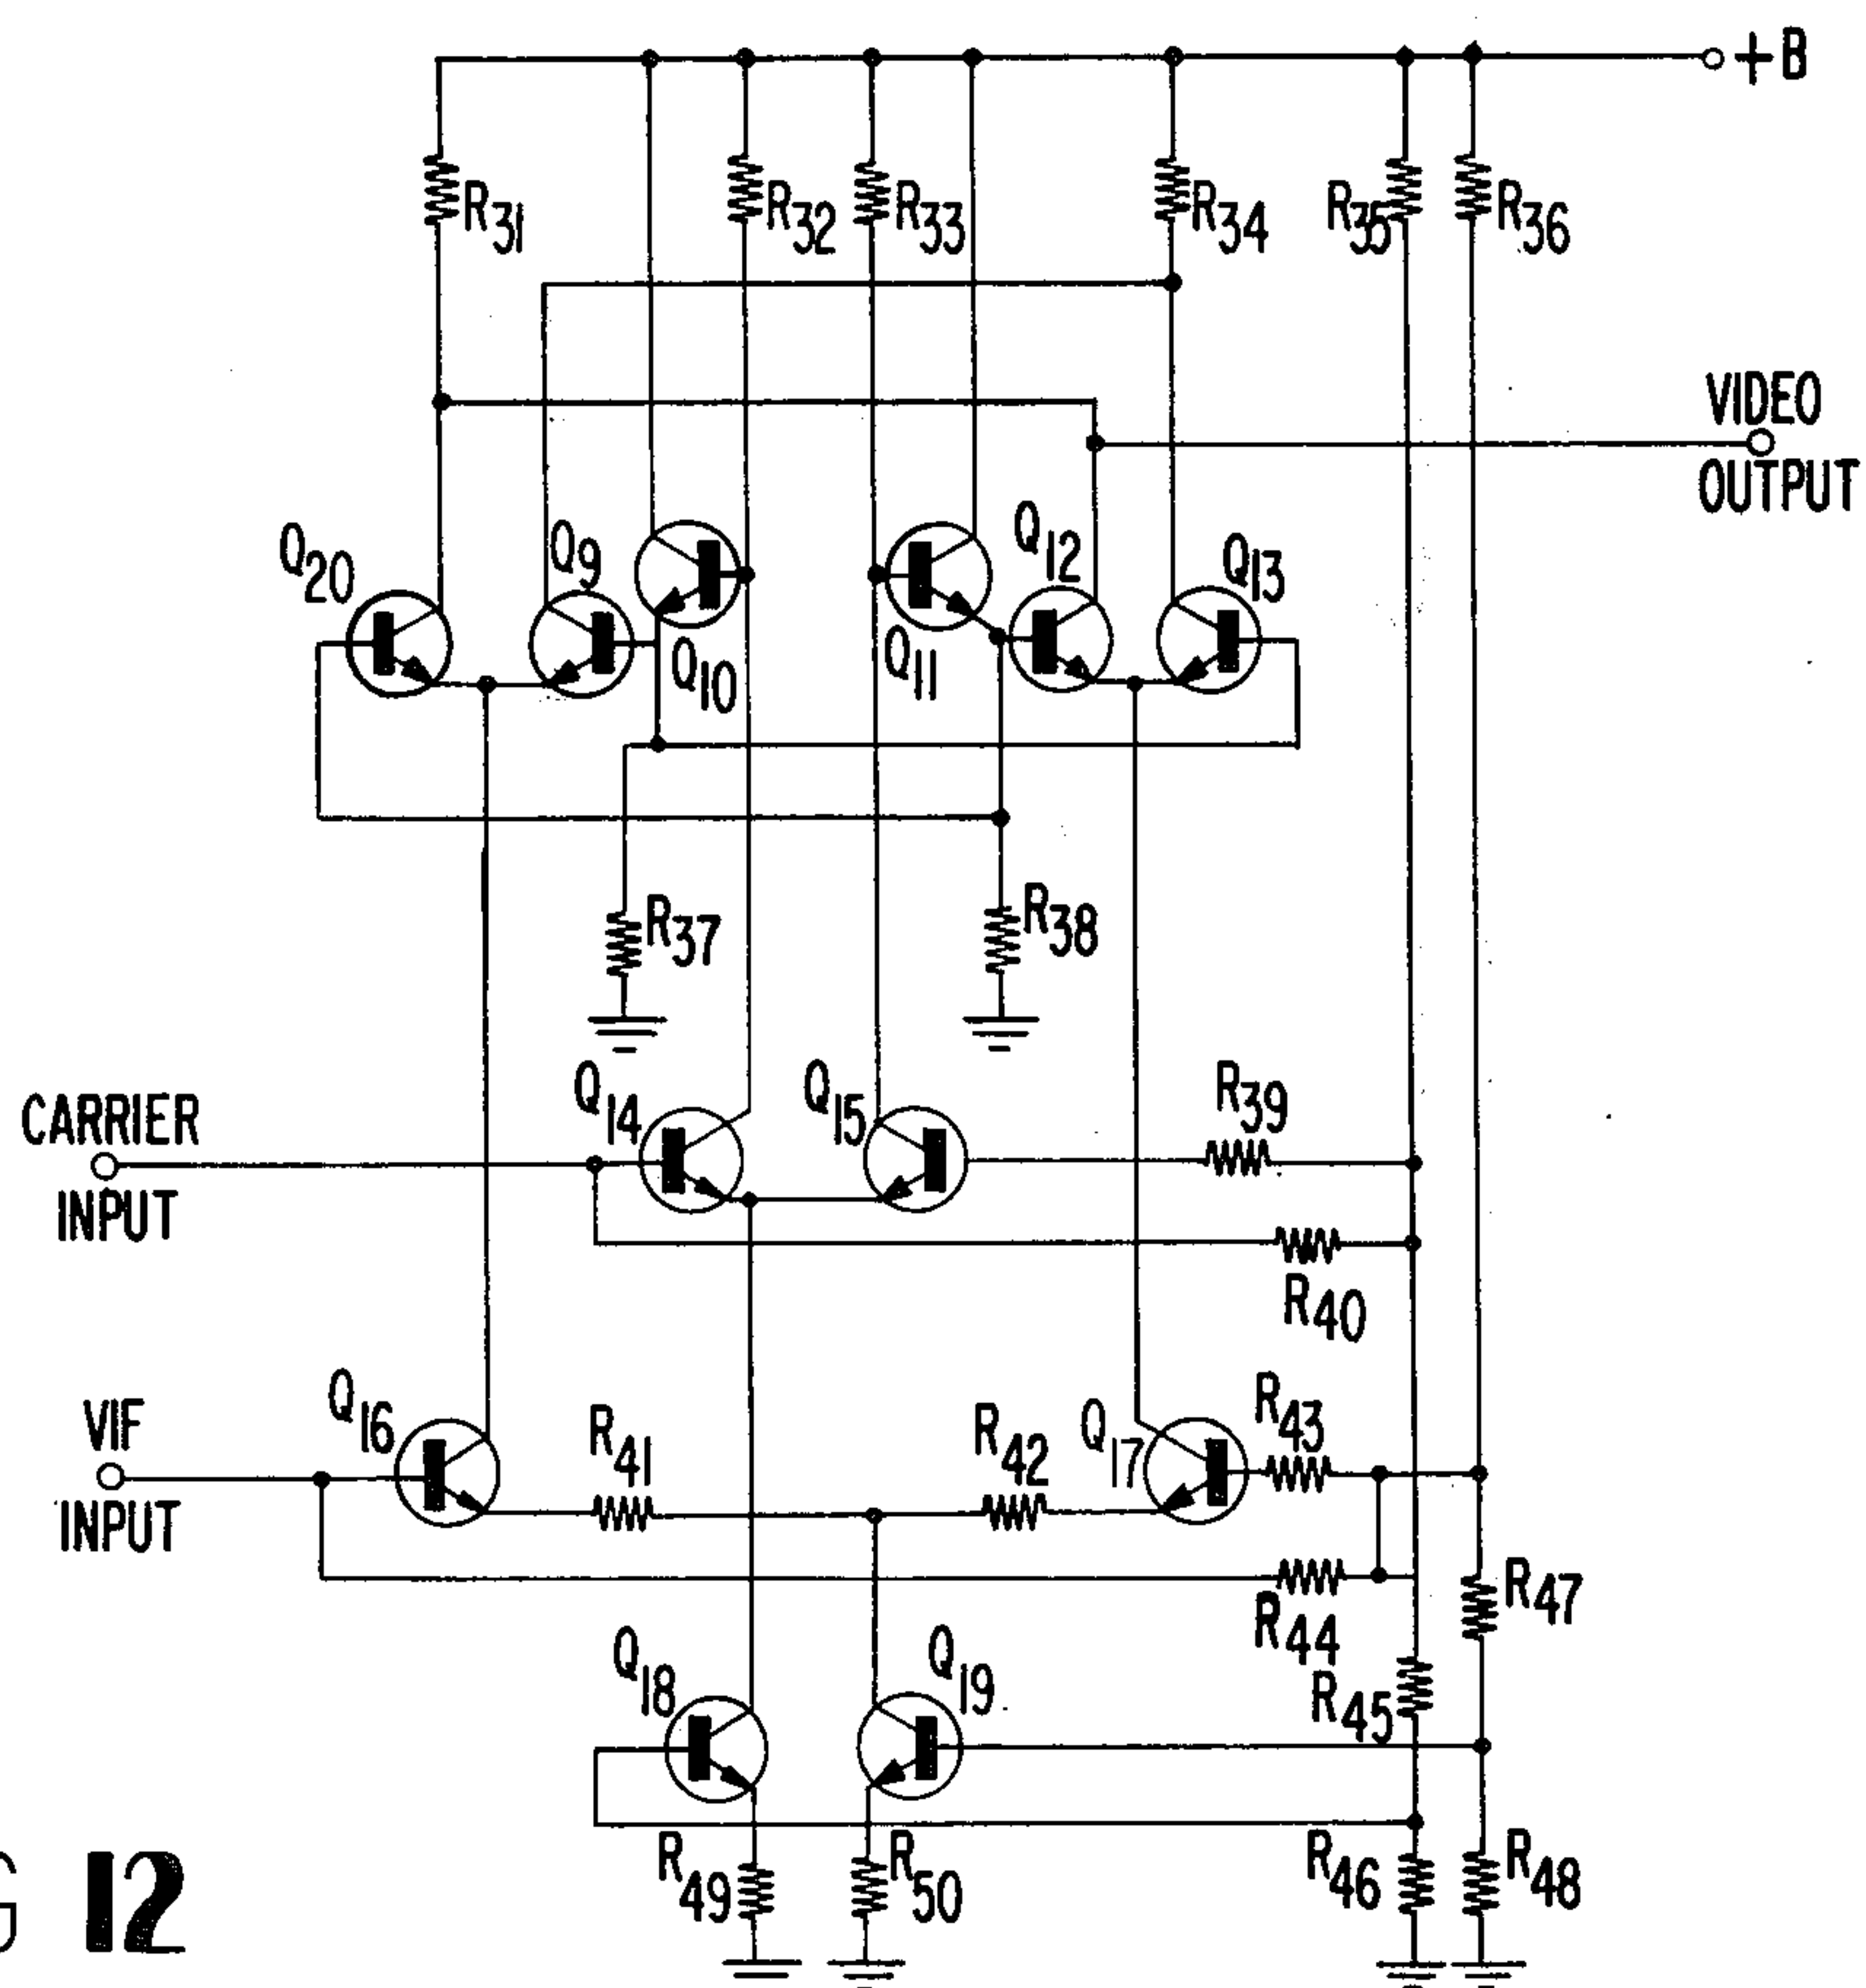 +B
R31
R32
R33
R34
R35
R36
VIDEO
OUTPUT
Q20
Q9
Q10
Q11
Q12
Q13
R37
R38
CARRIER
INPUT
Q14
Q15
R39
R40
VIF
INPUT
Q16
R41
R42
Q17
R43
R44
R47
Q18
Q19
R45
R49
R50
R46
R48
G 12